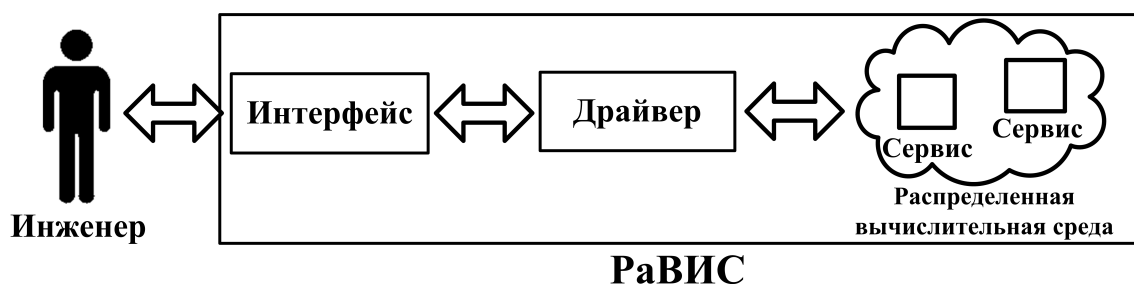 Инженер
Интерфейс
Драйвер
Сервис
Сервис
Распределенная
вычислительная среда
РаВИС